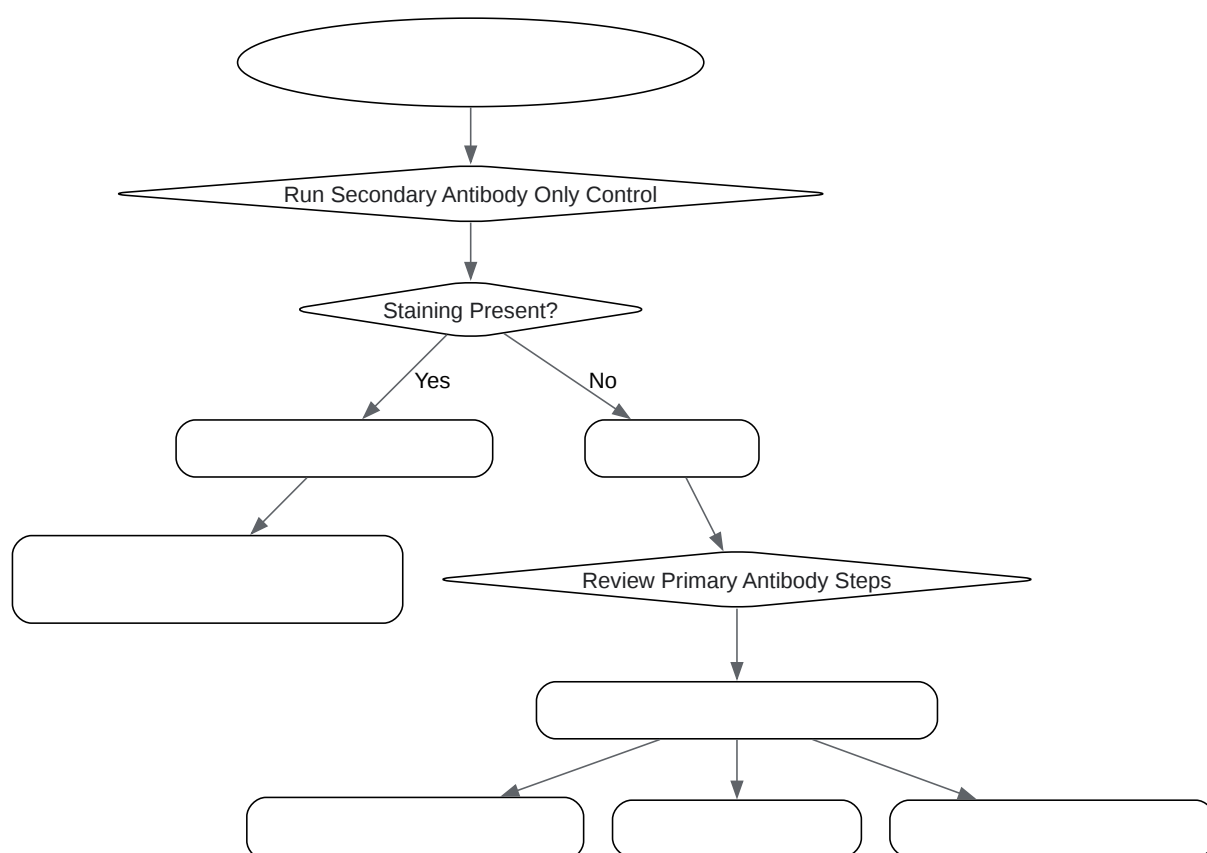 Run Secondary Antibody Only Control
Staining Present?
Yes
No
Review Primary Antibody Steps